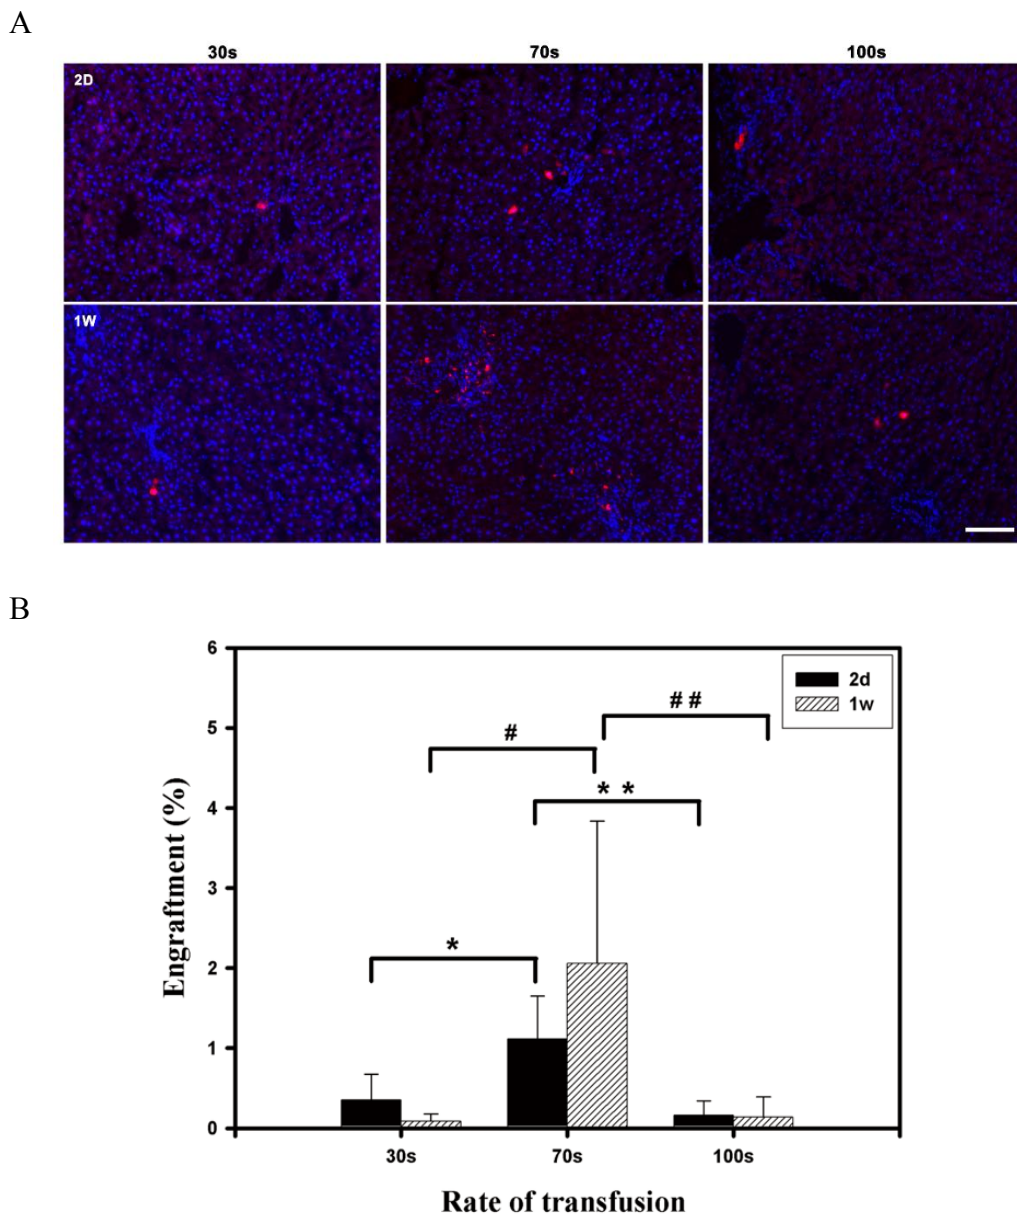 A
30s 70s 100s
2D
1W
B
6
5
4
3
2
1
0
Engraftment (%)
2d
1w
# #
#
* *
*
30s 70s 100s
Rate of transfusion